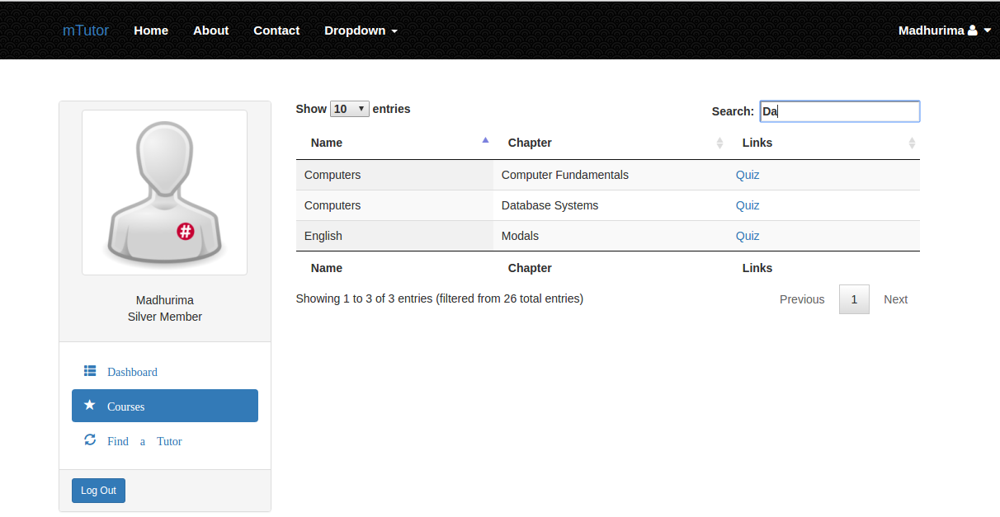 mTutor Home About Contact Dropdown Madhurima
Show 10 entries Search: Da
Name Chapter Links
Computers Computer Fundamentals Quiz
Computers Database Systems Quiz
English Modals Quiz
Name Chapter Links
Showing 1 to 3 of 3 entries (filtered from 26 total entries) Previous 1 Next
#
Madhurima
Silver Member
Dashboard
Courses
Find a Tutor
Log Out